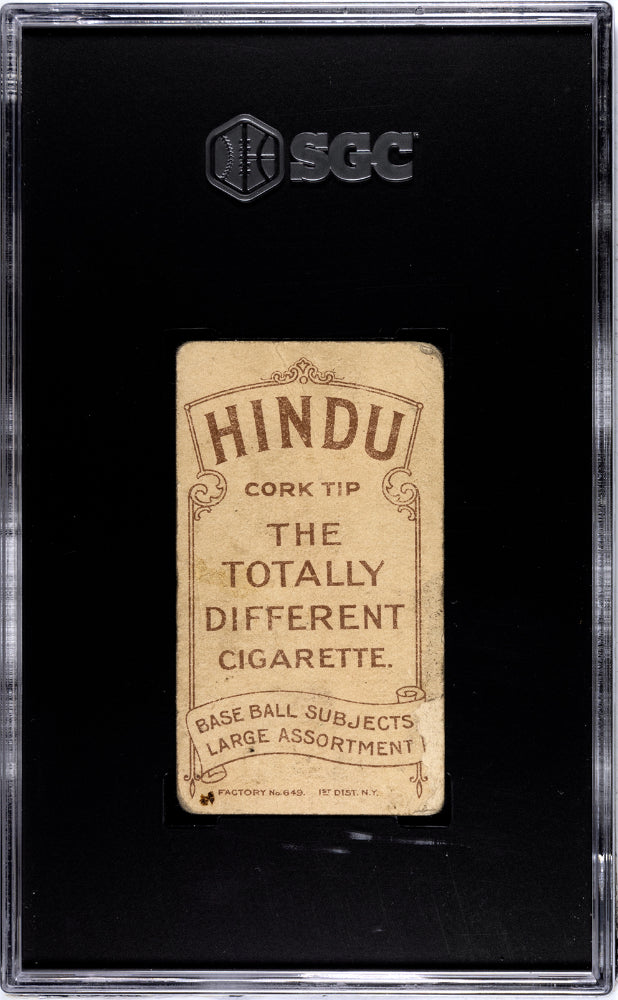 SGC
HINDU
CORK TIP
THE
TOTALLY
DIFFERENT
CIGARETTE.
BASE BALL SUBJECTS
LARGE ASSORTMENT
FACTORY No. 649. 1ST DIST. N.Y.